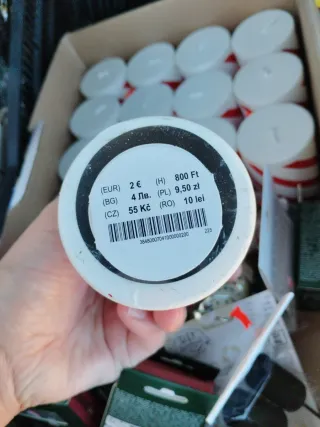 (EUR) 2 € (H) 800 Ft
(BG) 4 Лв. (PL) 9,50 zł
(CZ) 55 Kč (RO) 10 lei